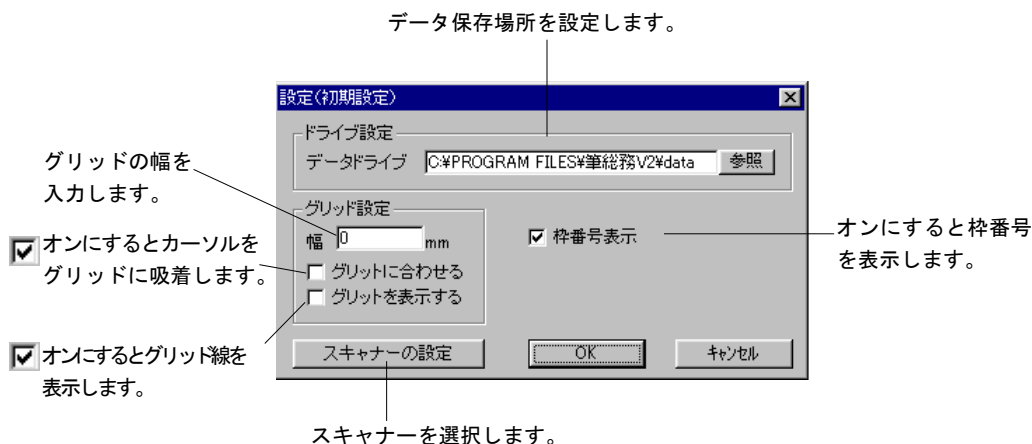 データ保存場所を設定します。
設定(初期設定)
ドライブ設定
データドライブ C:¥PROGRAM FILES¥筆総務V2¥data 参照
グリッドの幅を
入力します。
グリッド設定
幅 0 mm
枠番号表示
オンにすると枠番号
を表示します。
オンにするとカーソルを
グリッドに吸着します。
グリットに合わせる
グリットを表示する
オンにするとグリッド線を
表示します。
スキャナーの設定 OK キャンセル
スキャナーを選択します。